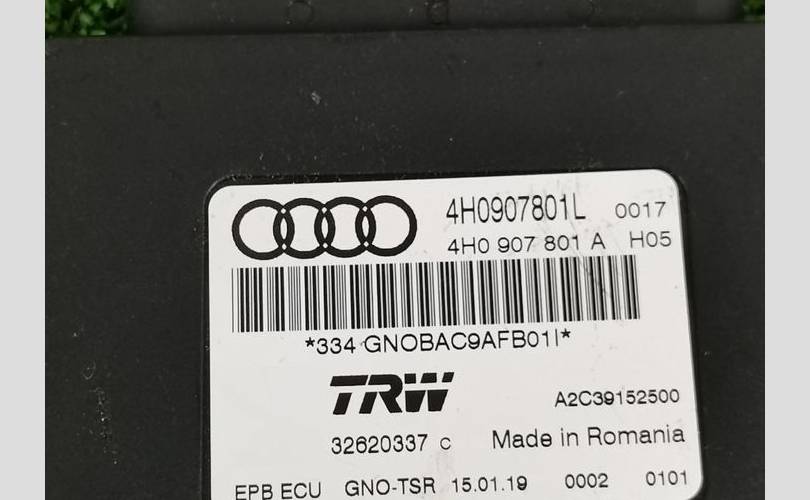 4H0907801L 0017
4H0 907 801 A H05
*334 GNOBAC9AFB01I*
TRW A2C39152500
32620337 C Made in Romania
EPB ECU GNO-TSR 15.01.19 0002 0101